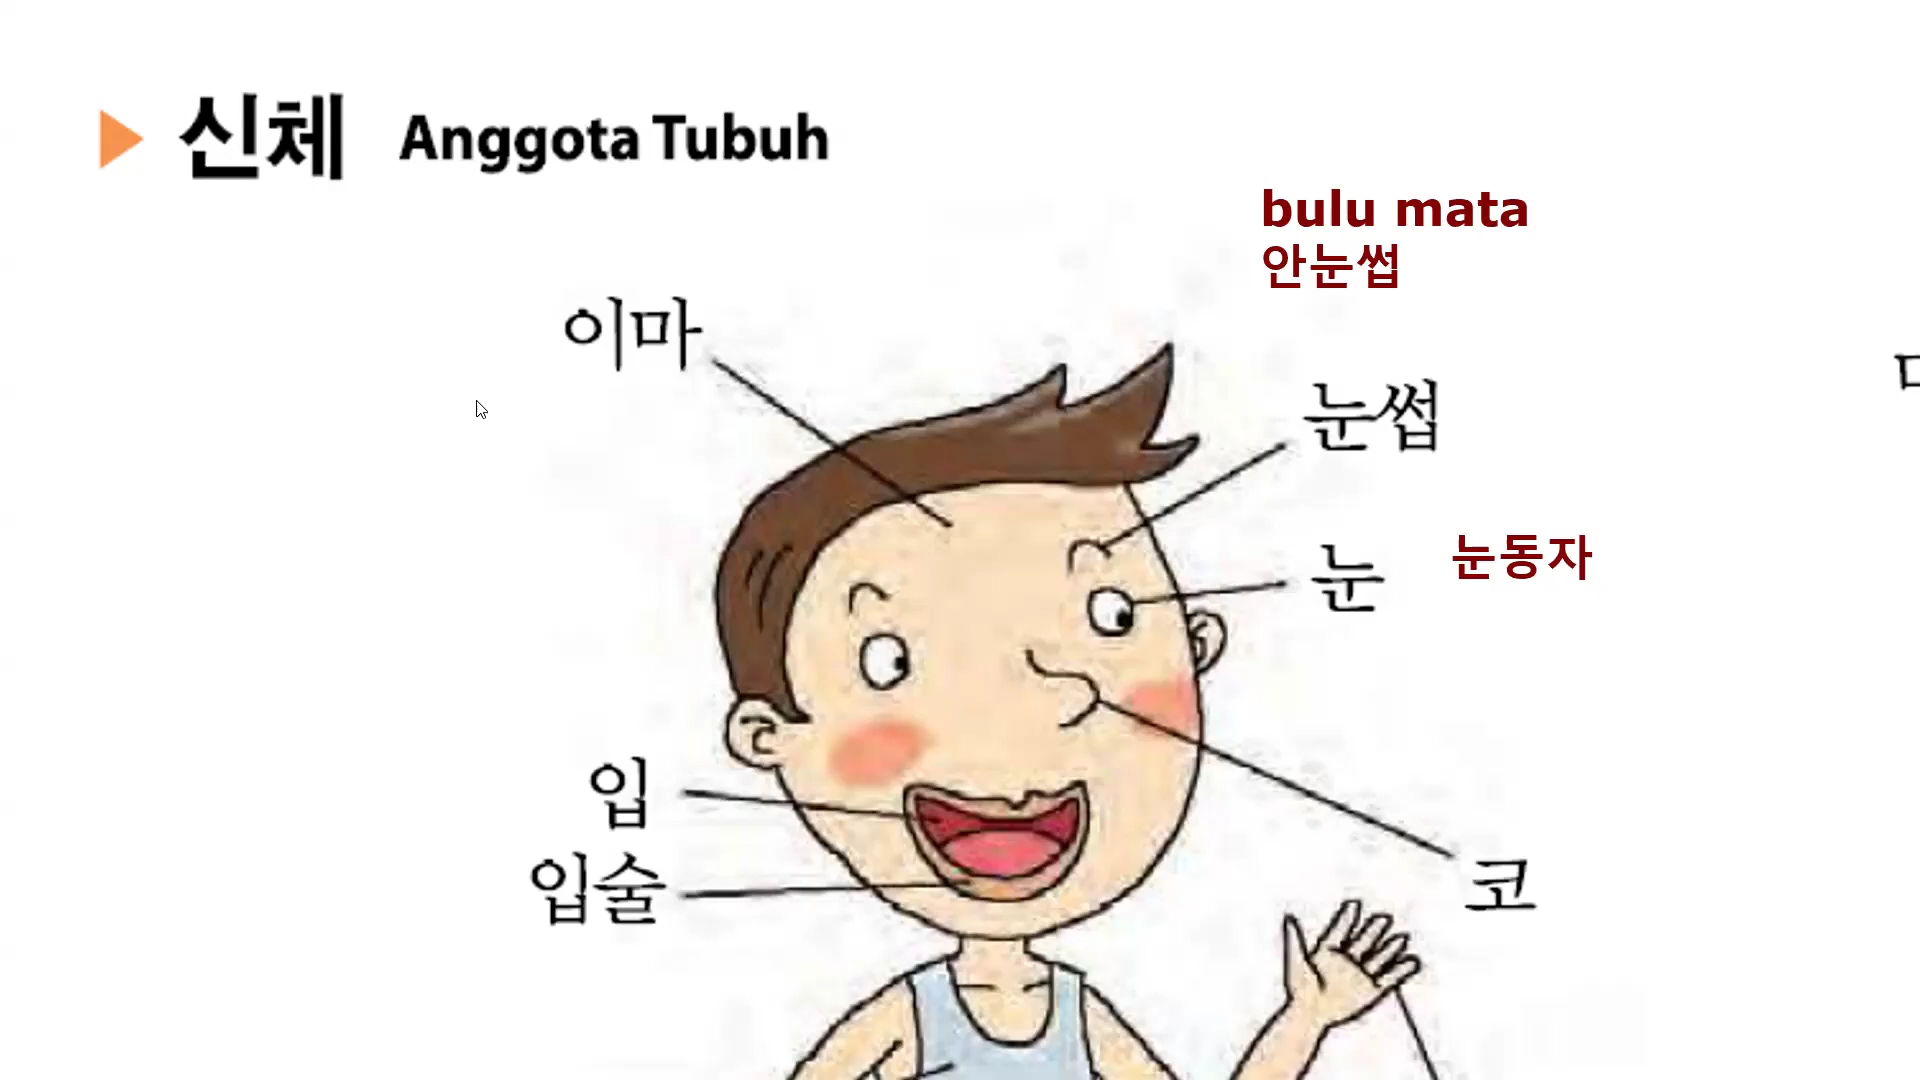 신체 Anggota Tubuh
bulu mata
안눈썹
이마
눈썹
눈 눈동자
입
입술
코